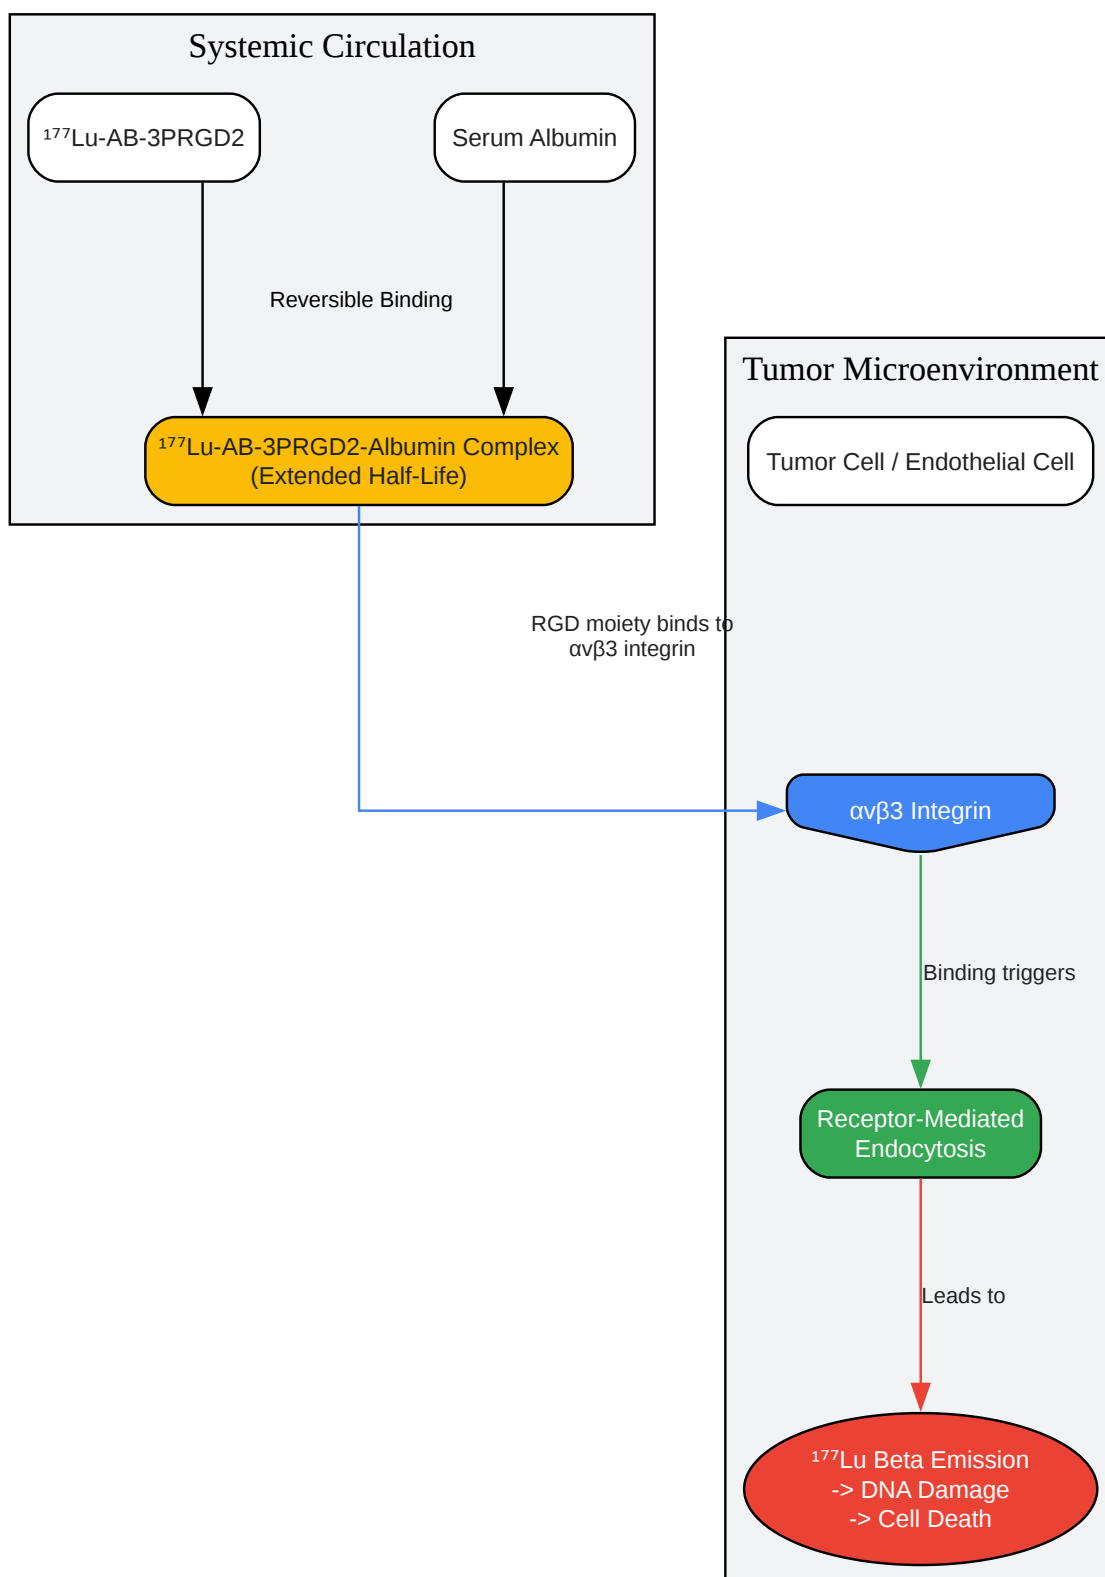 Systemic Circulation
¹⁷⁷Lu-AB-3PRGD2
Serum Albumin
Reversible Binding
¹⁷⁷Lu-AB-3PRGD2-Albumin Complex
(Extended Half-Life)
Tumor Microenvironment
Tumor Cell / Endothelial Cell
RGD moiety binds to
αvβ3 integrin
αvβ3 Integrin
Binding triggers
Receptor-Mediated
Endocytosis
Leads to
¹⁷⁷Lu Beta Emission
-> DNA Damage
-> Cell Death